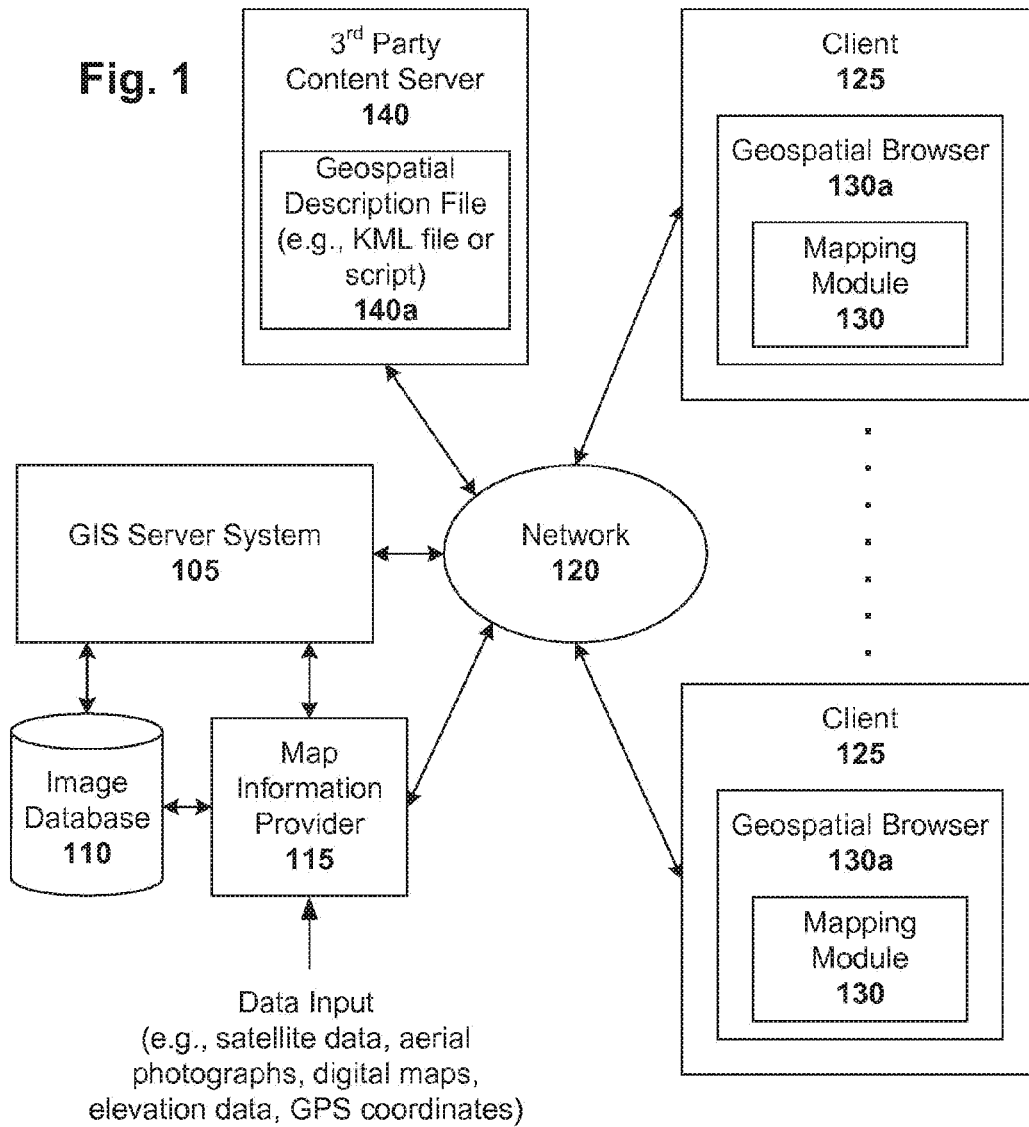 Fig. 1
3rd Party
Content Server
140
Geospatial
Description File
(e.g., KML file or
script)
140a
Client
125
Geospatial Browser
130a
Mapping
Module
130
GIS Server System
105
Network
120
Image
Database
110
Map
Information
Provider
115
Client
125
Geospatial Browser
130a
Mapping
Module
130
Data Input
(e.g., satellite data, aerial
photographs, digital maps,
elevation data, GPS coordinates)